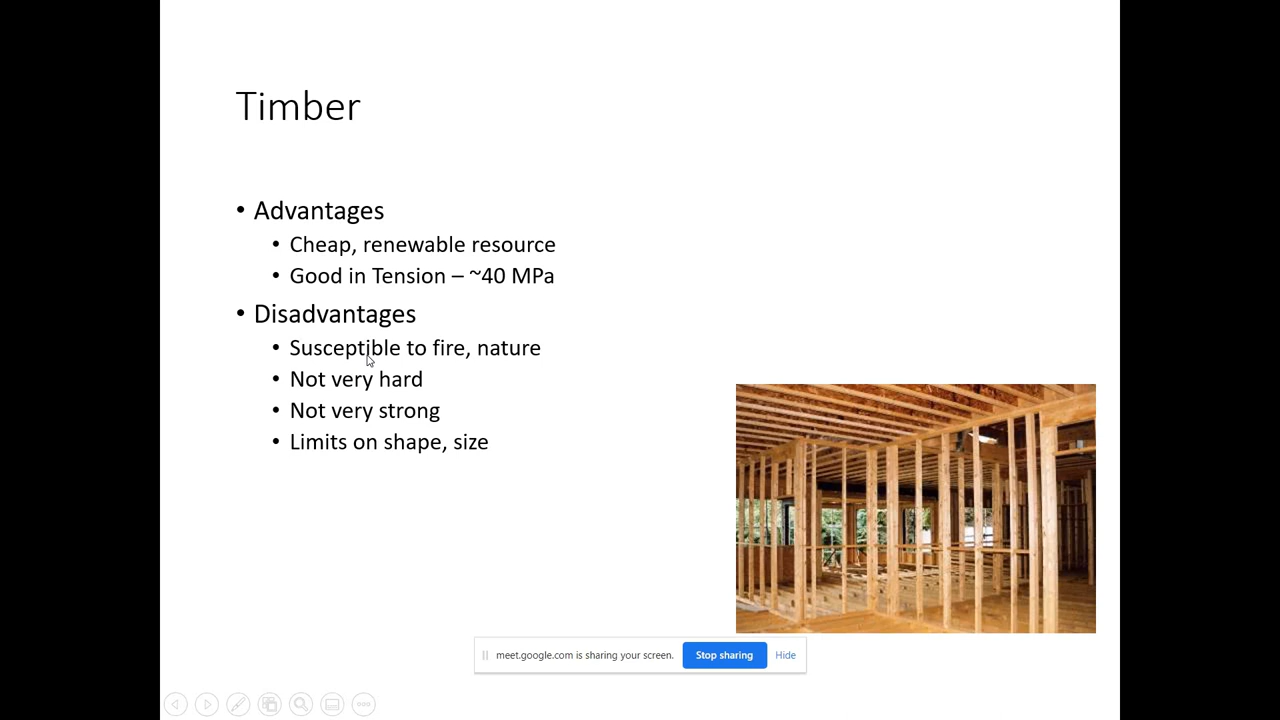 Timber
• Advantages
• Cheap, renewable resource
• Good in Tension – ~40 MPa
• Disadvantages
• Susceptible to fire, nature
• Not very hard
• Not very strong
• Limits on shape, size
meet.google.com is sharing your screen. Stop sharing Hide